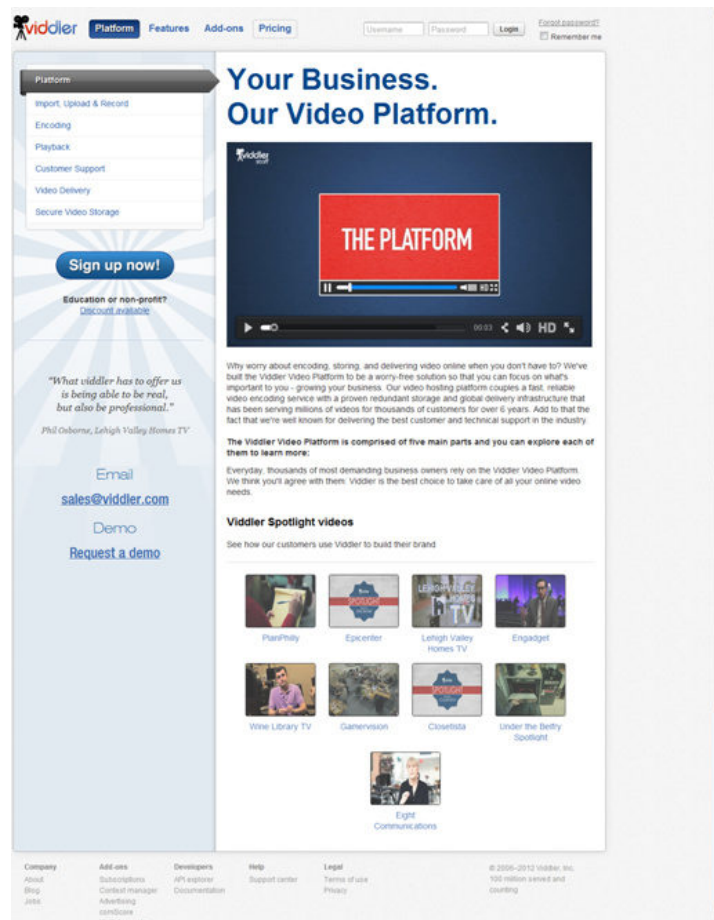 viddler Platform Features Add-ons Pricing Username Password Login Forgot password?
Remember me
Platform
Import, Upload & Record
Encoding
Playback
Customer Support
Video Delivery
Secure Video Storage
Sign up now!
Education or non-profit?
Discount available
"What viddler has to offer us
is being able to be real,
but also be professional."
Phil Osborne, Lehigh Valley Homes TV
Email
sales@viddler.com
Demo
Request a demo
Your Business.
Our Video Platform.
viddler
THE PLATFORM
HD
00:03 HD
Why worry about encoding, storing, and delivering video online when you don't have to? We've
built the Viddler Video Platform to be a worry-free solution so that you can focus on what's
important to you - growing your business. Our video hosting platform couples a fast, reliable
video encoding service with a proven redundant storage and global delivery infrastructure that
has been serving millions of videos for thousands of customers for over 6 years. Add to that the
fact that we're well known for delivering the best customer and technical support in the industry.
The Viddler Video Platform is comprised of five main parts and you can explore each of
them to learn more:
Everyday, thousands of most demanding business owners rely on the Viddler Video Platform.
We think you'll agree with them: Viddler is the best choice to take care of all your online video
needs.
Viddler Spotlight videos
See how our customers use Viddler to build their brand
SPOTLIGHT LEHIGH VALLEY
HOMES
TV
PlanPhilly Epicenter Lehigh Valley
Homes TV Engadget
SPOTLIGHT
Wine Library TV Gamervision Closetista Under the Belfry
Spotlight
Eight
Communications
Company Add-ons Developers Help Legal © 2006-2012 Viddler, Inc.
About Subscriptions API explorer Support center Terms of use 100 million served and
Blog Contest manager Documentation Privacy counting
Jobs Advertising
comScore